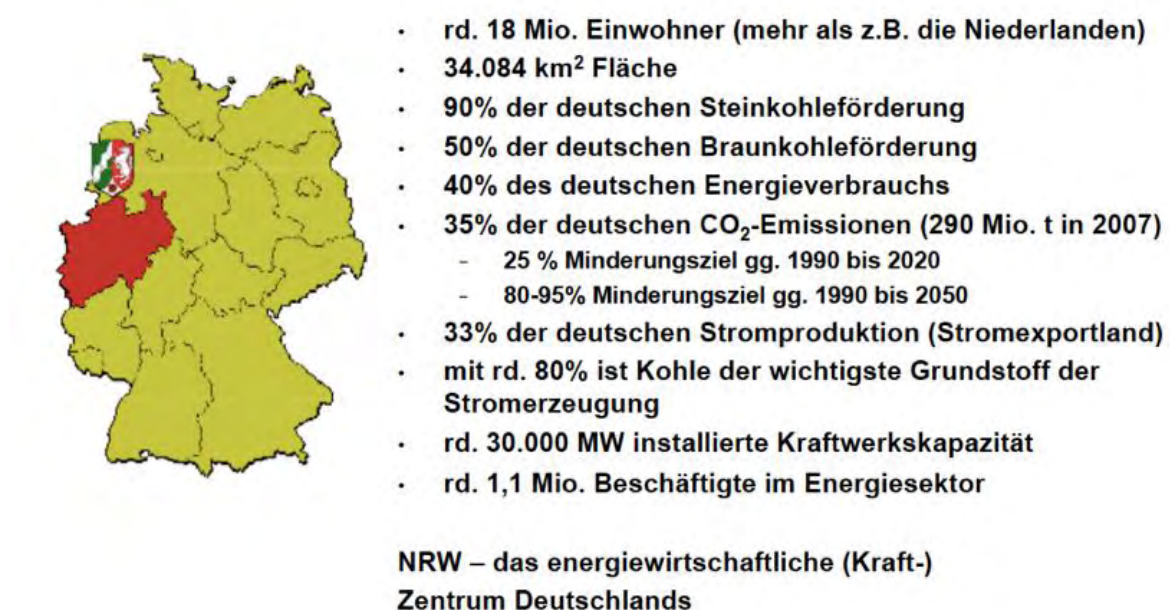 · rd. 18 Mio. Einwohner (mehr als z.B. die Niederlanden)
· 34.084 km² Fläche
· 90% der deutschen Steinkohleförderung
· 50% der deutschen Braunkohleförderung
· 40% des deutschen Energieverbrauchs
· 35% der deutschen CO₂-Emissionen (290 Mio. t in 2007)
- 25 % Minderungsziel gg. 1990 bis 2020
- 80-95% Minderungsziel gg. 1990 bis 2050
· 33% der deutschen Stromproduktion (Stromexportland)
· mit rd. 80% ist Kohle der wichtigste Grundstoff der
Stromerzeugung
· rd. 30.000 MW installierte Kraftwerkskapazität
· rd. 1,1 Mio. Beschäftigte im Energiesektor
NRW – das energiewirtschaftliche (Kraft-)
Zentrum Deutschlands